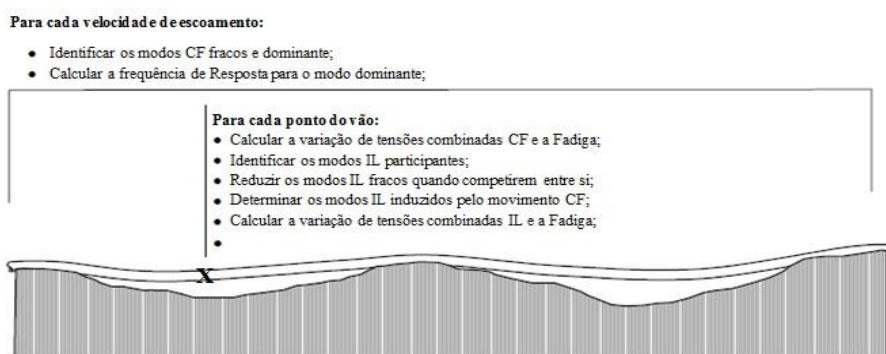 Para cada velocidade de escoamento:
• Identificar os modos CF fracos e dominante;
• Calcular a frequência de Resposta para o modo dominante;
Para cada ponto do vão:
• Calcular a variação de tensões combinadas CF e a Fadiga;
• Identificar os modos IL participantes;
• Reduzir os modos IL fracos quando competirem entre si;
• Determinar os modos IL induzidos pelo movimento CF;
• Calcular a variação de tensões combinadas IL e a Fadiga;
•
X